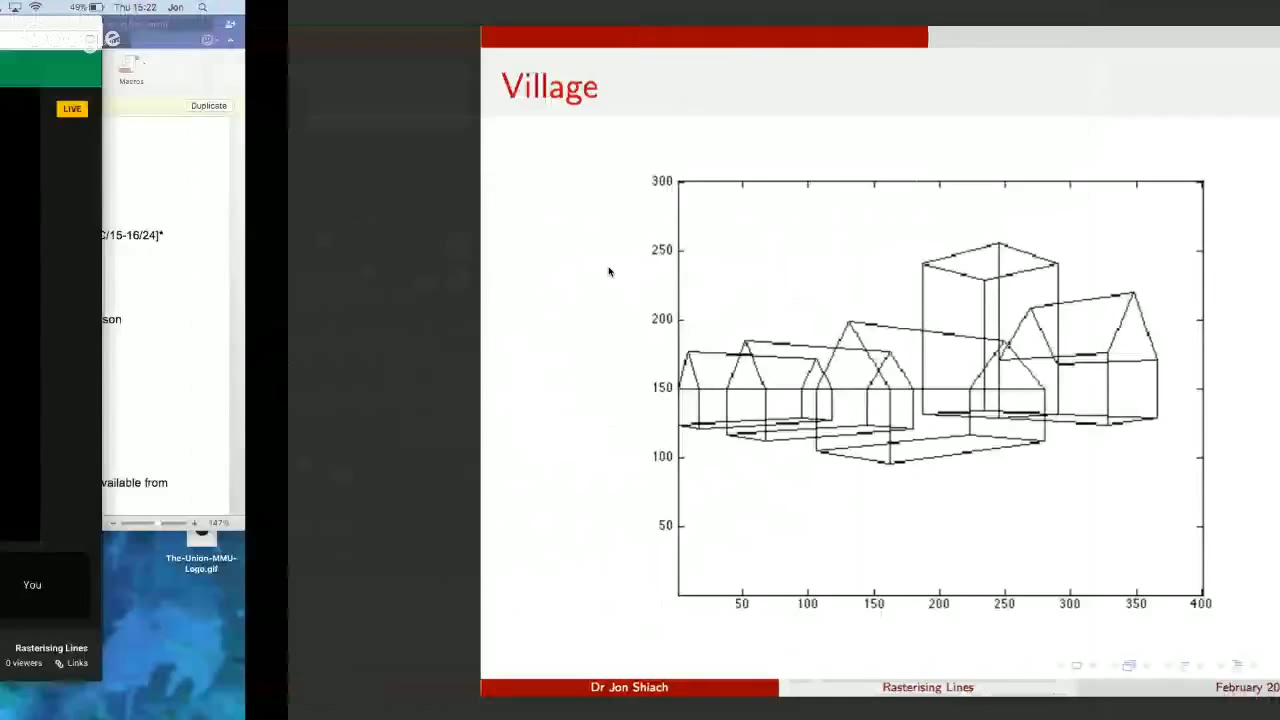 49% Thu 15:22 Jon
Macros
LIVE
Duplicate
C/15-16/24]*
son
vailable from
147%
The-Union-MMU-
Logo.gif
You
Rasterising Lines
0 viewers Links
Village
300
250
200
150
100
50
50 100 150 200 250 300 350 400
Dr Jon Shiach Rasterising Lines February 20